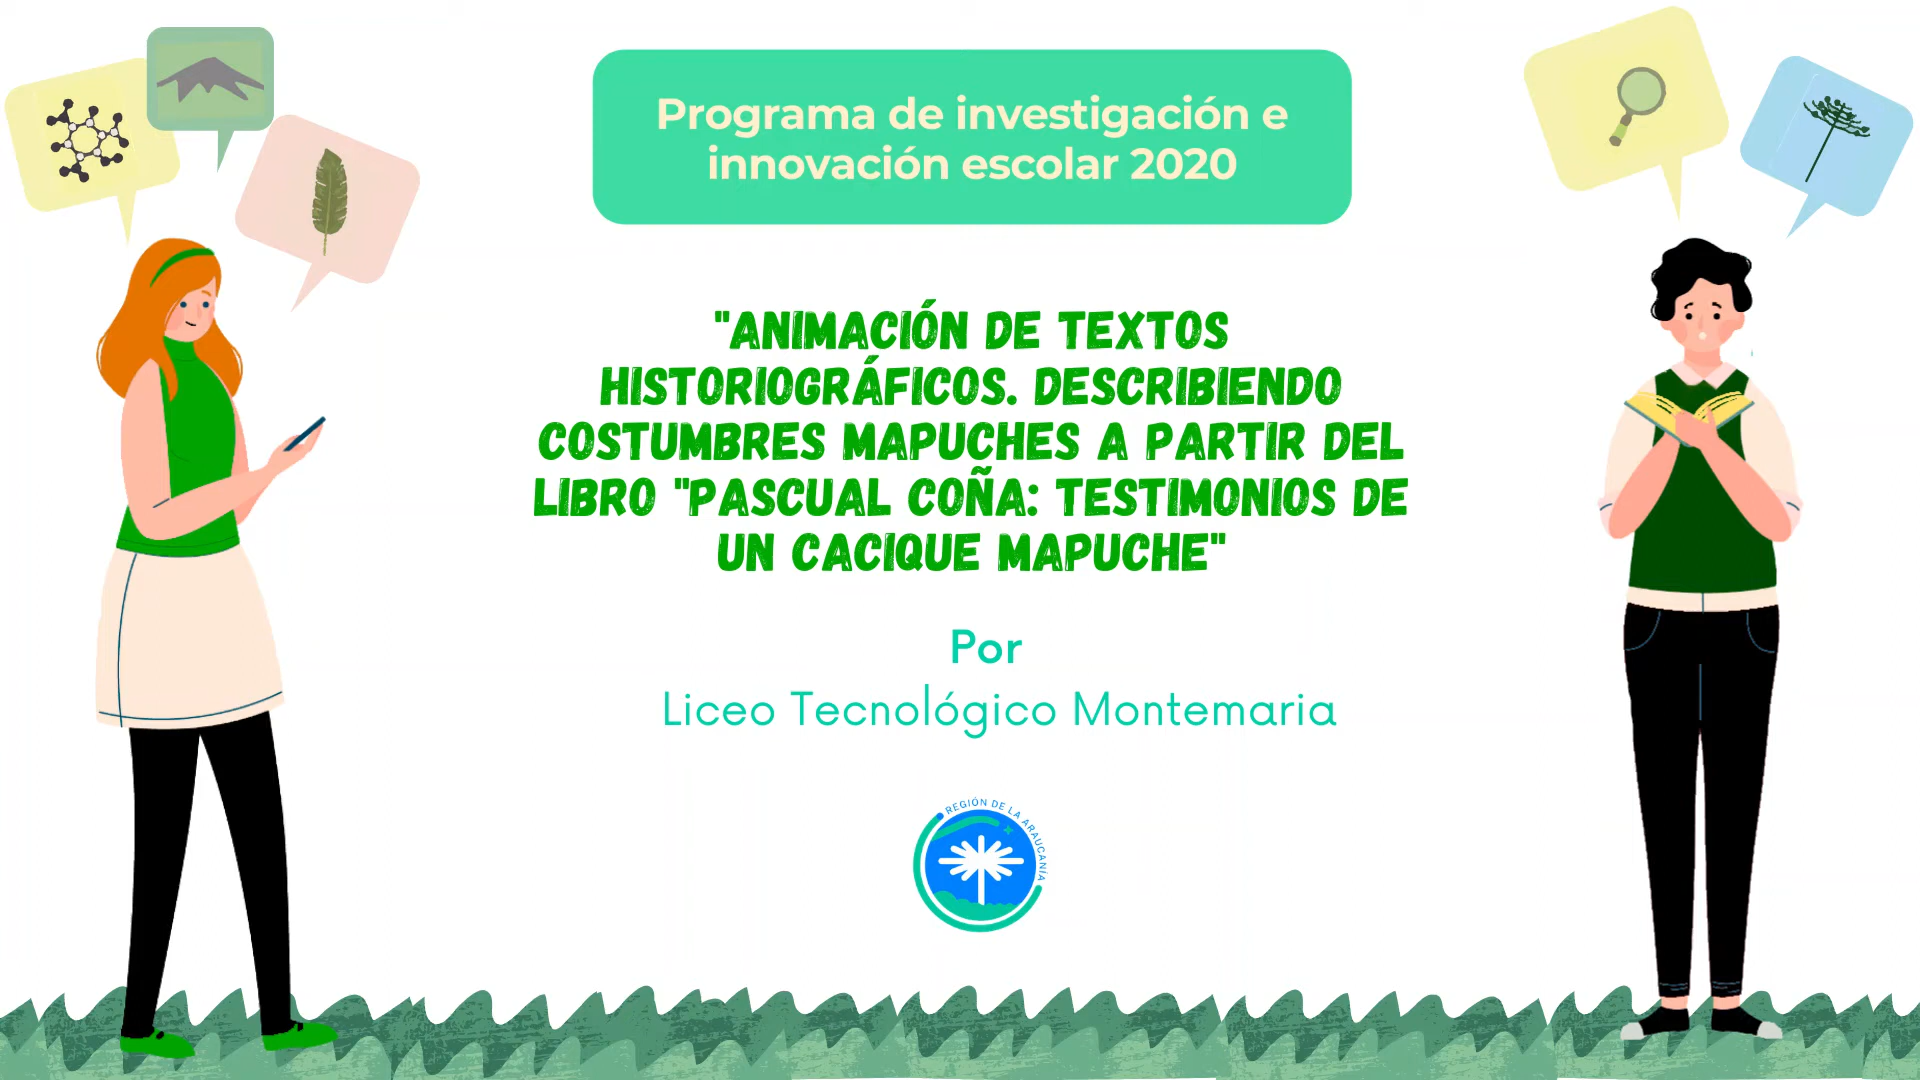 Programa de investigación e
innovación escolar 2020
"ANIMACIÓN DE TEXTOS
HISTORIOGRÁFICOS. DESCRIBIENDO
COSTUMBRES MAPUCHES A PARTIR DEL
LIBRO "PASCUAL COÑA: TESTIMONIOS DE
UN CACIQUE MAPUCHE"
Por
Liceo Tecnológico Montemaria
REGIÓN DE LA ARAUCANÍA